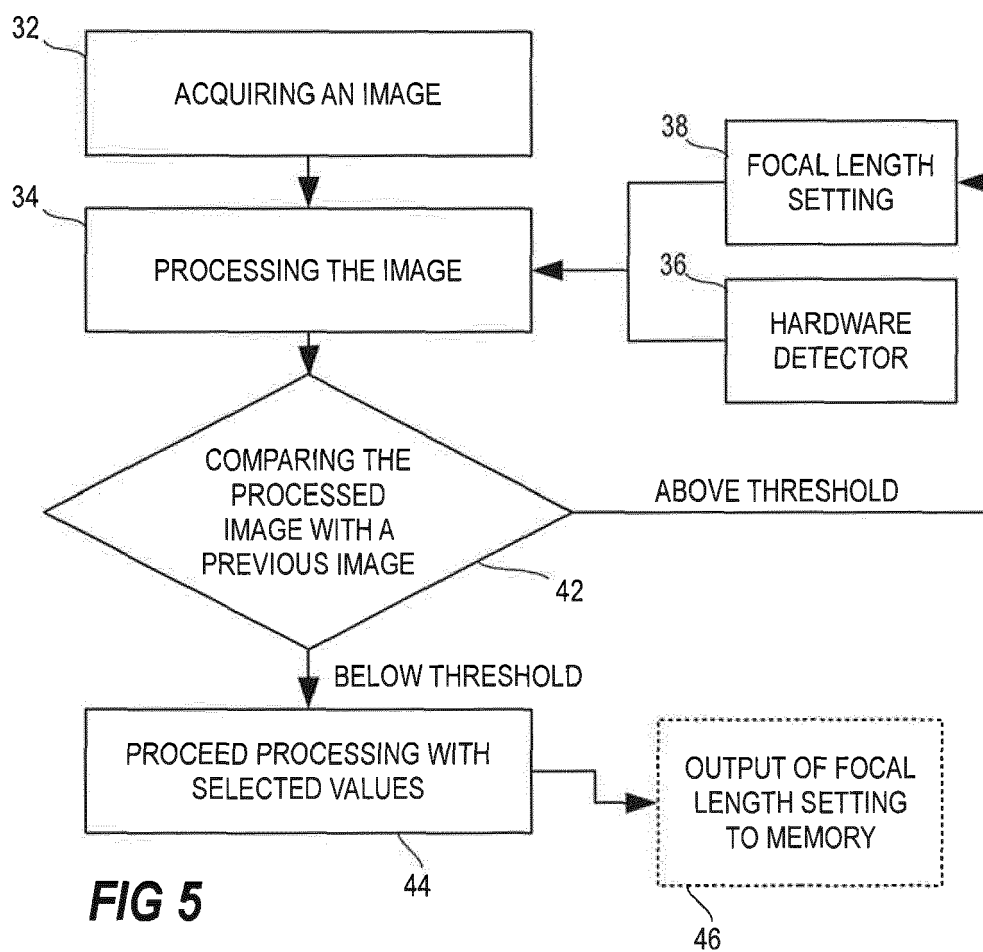 32
ACQUIRING AN IMAGE
38
FOCAL LENGTH
SETTING
34
PROCESSING THE IMAGE
36
HARDWARE
DETECTOR
COMPARING THE
PROCESSED
IMAGE WITH A
PREVIOUS IMAGE
ABOVE THRESHOLD
42
BELOW THRESHOLD
PROCEED PROCESSING WITH
SELECTED VALUES
OUTPUT OF FOCAL
LENGTH SETTING
TO MEMORY
44
46
FIG 5